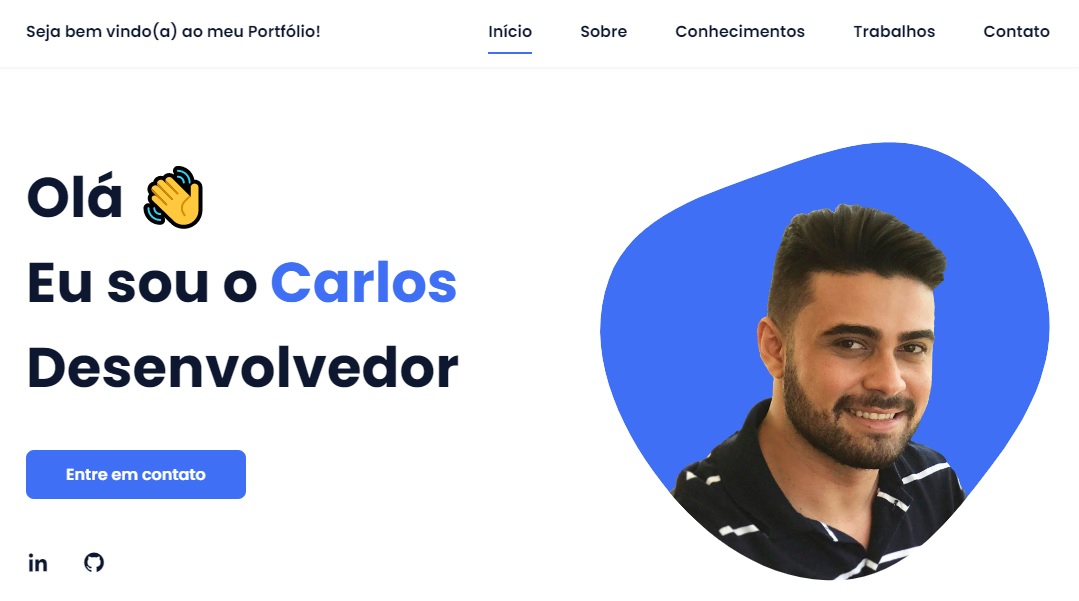 Seja bem vindo(a) ao meu Portfólio!
Início Sobre Conhecimentos Trabalhos Contato
Olá
Eu sou o Carlos
Desenvolvedor
Entre em contato
in